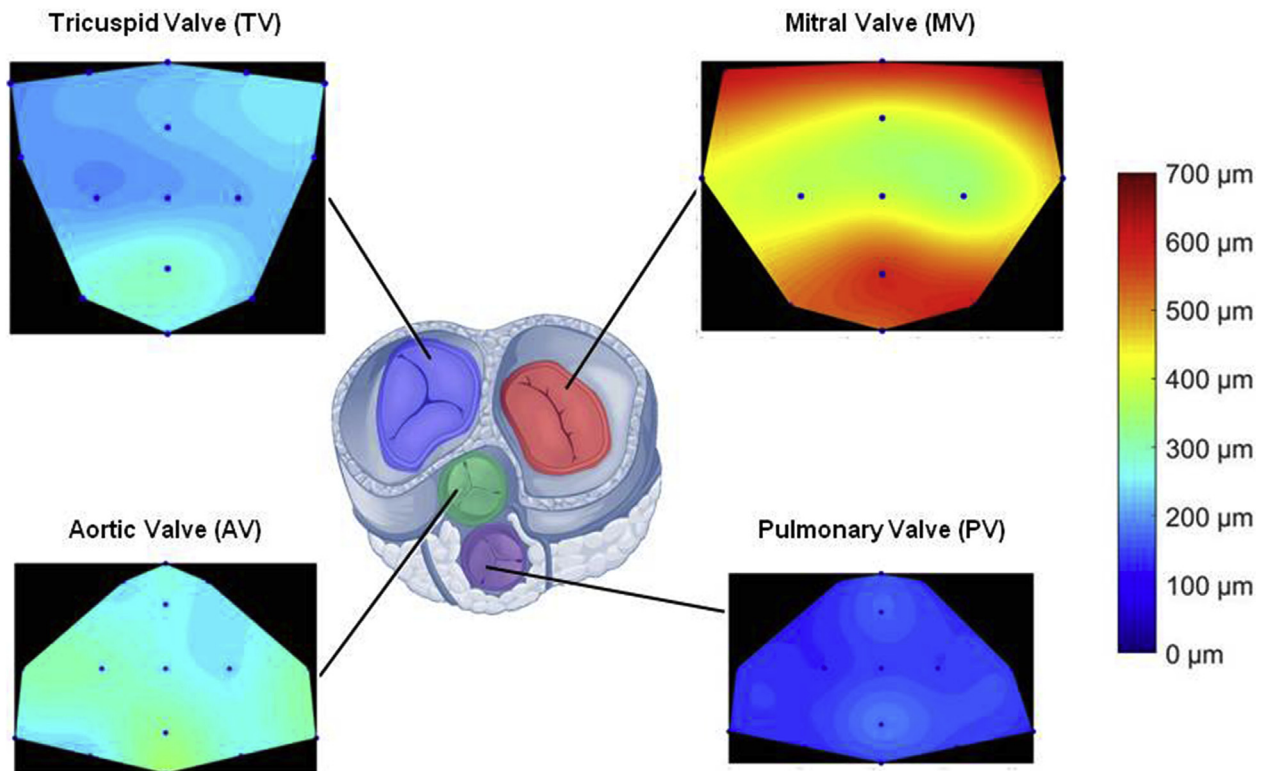 Tricuspid Valve (TV)
Mitral Valve (MV)
700 µm
600 µm
500 µm
400 µm
300 µm
200 µm
100 µm
0 µm
Aortic Valve (AV)
Pulmonary Valve (PV)